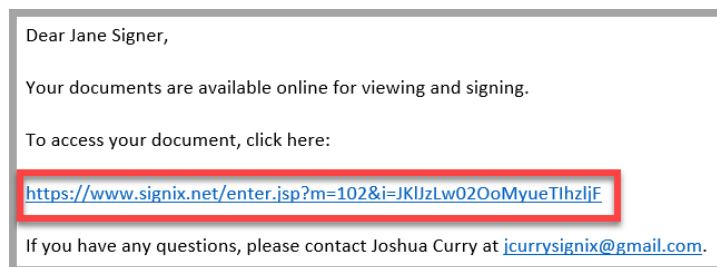 Dear Jane Signer,
Your documents are available online for viewing and signing.
To access your document, click here:
https://www.signix.net/enter.jsp?m=102&i=JKlJzLw02OoMyueTIhzljF
If you have any questions, please contact Joshua Curry at jcurrysignix@gmail.com.